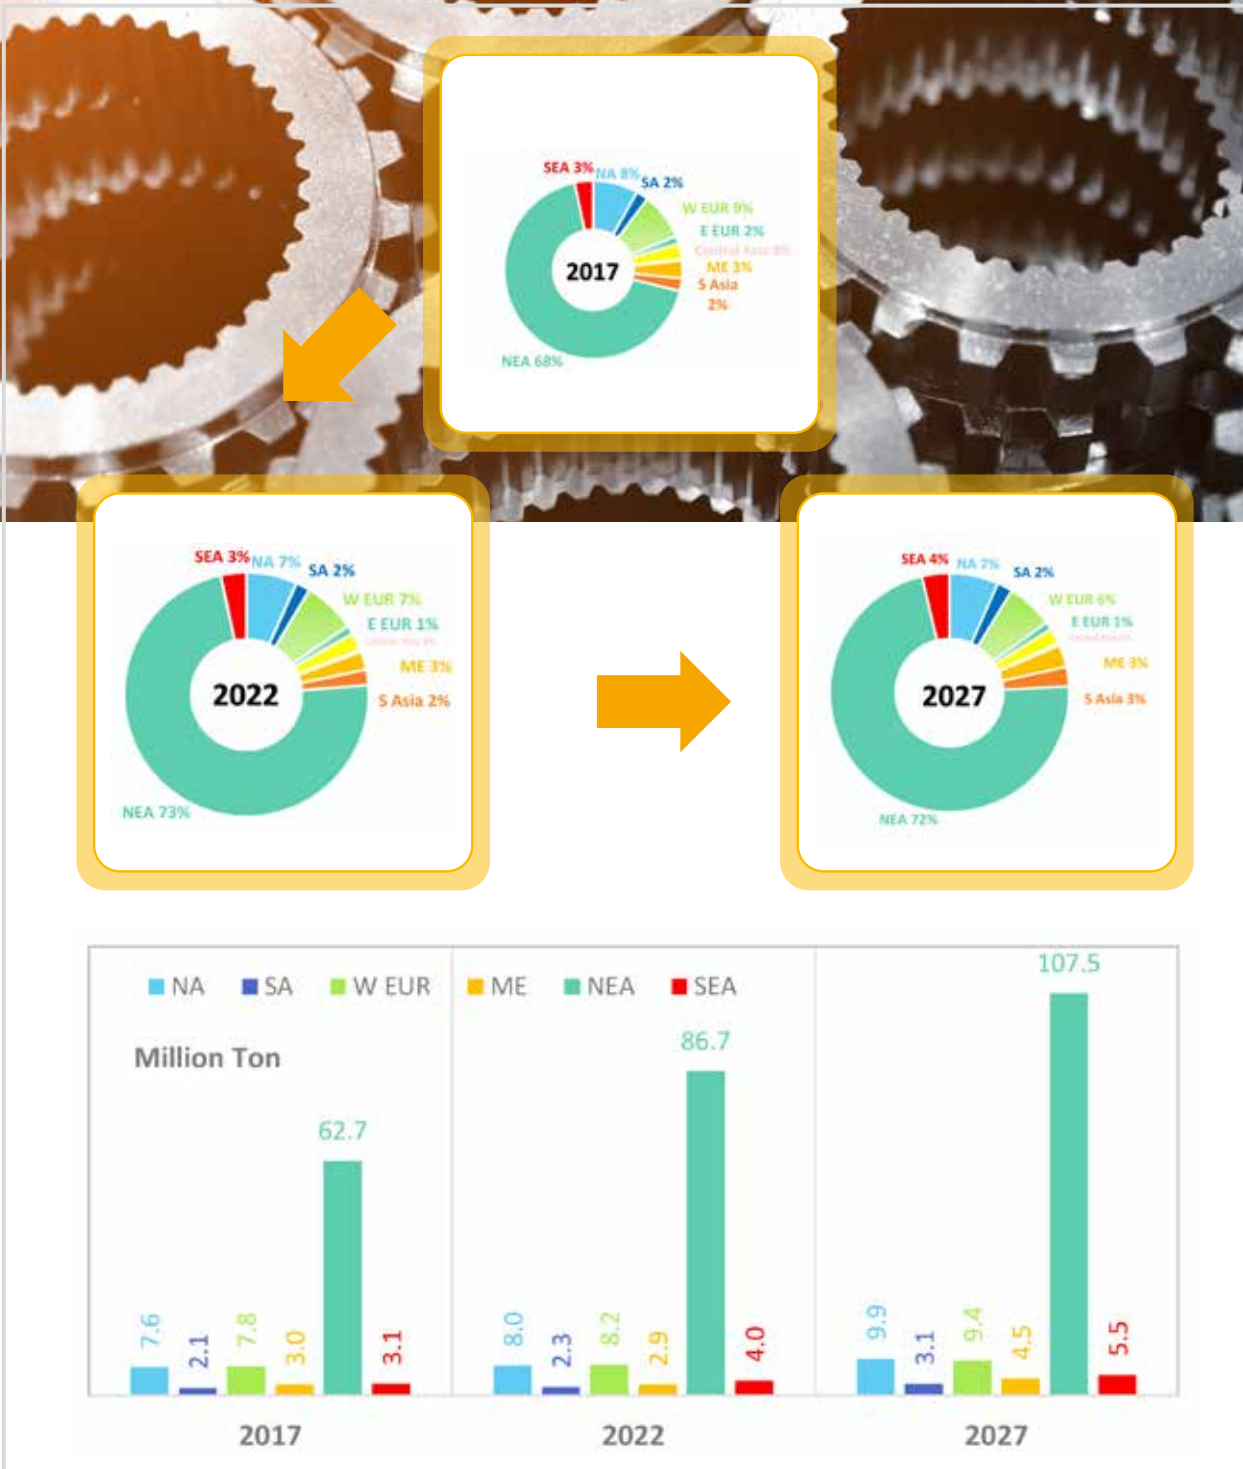 SEA 3%
NA 8%
SA 2%
W EUR 9%
E EUR 2%
ME 3%
S Asia
2%
2017
NEA 68%
SEA 3%
NA 7%
SA 2%
W EUR 7%
E EUR 1%
ME 3%
S Asia 2%
2022
NEA 73%
SEA 4%
NA 7%
SA 2%
W EUR 6%
E EUR 1%
ME 3%
S Asia 3%
2027
NEA 72%
NA SA W EUR ME NEA SEA
Million Ton
7.6 2.1 7.8 3.0 62.7 3.1
8.0 2.3 8.2 2.9 86.7 4.0
9.9 3.1 9.4 4.5 107.5 5.5
2017 2022 2027